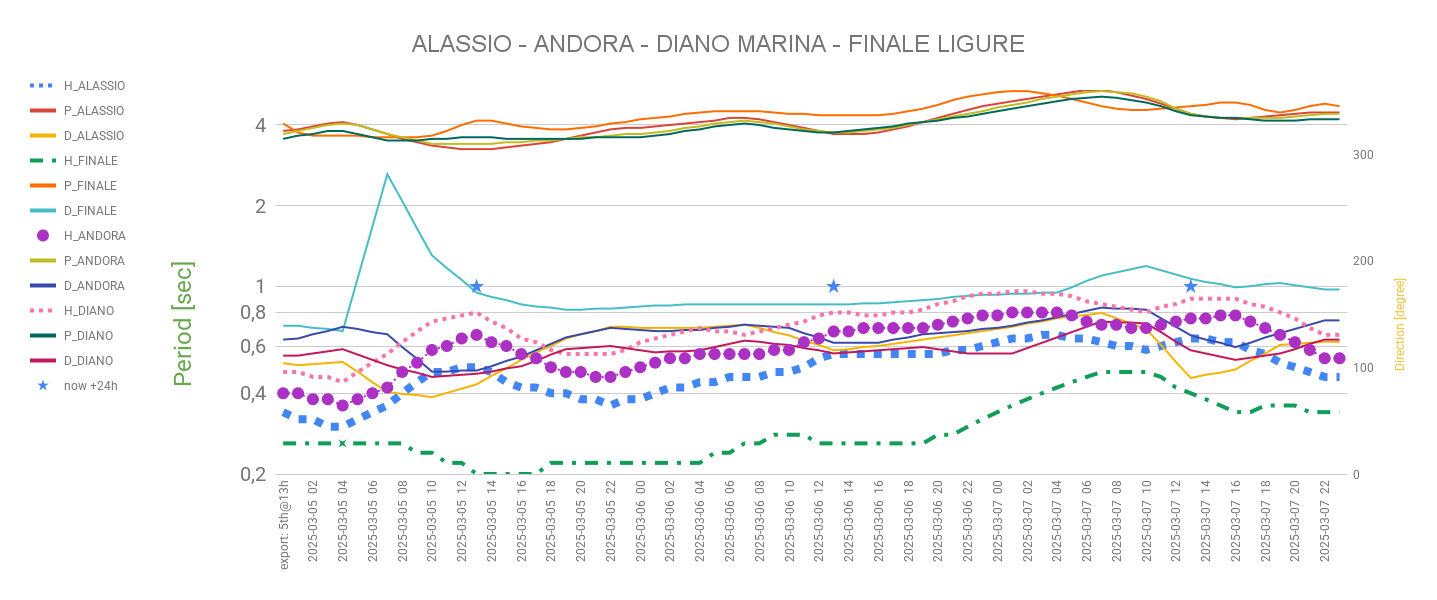 ALASSIO - ANDORA - DIANO MARINA - FINALE LIGURE
H_ALASSIO
P_ALASSIO
D_ALASSIO
H_FINALE
P_FINALE
D_FINALE
H_ANDORA
P_ANDORA
D_ANDORA
H_DIANO
P_DIANO
D_DIANO
now +24h
Period [sec]
4
2
1
0,8
0,6
0,4
0,2
300
200
100
0
Direction [degree]
export: 5th@13h
2025-03-05 02
2025-03-05 04
2025-03-05 06
2025-03-05 08
2025-03-05 10
2025-03-05 12
2025-03-05 14
2025-03-05 16
2025-03-05 18
2025-03-05 20
2025-03-05 22
2025-03-06 00
2025-03-06 02
2025-03-06 04
2025-03-06 06
2025-03-06 08
2025-03-06 10
2025-03-06 12
2025-03-06 14
2025-03-06 16
2025-03-06 18
2025-03-06 20
2025-03-06 22
2025-03-07 00
2025-03-07 02
2025-03-07 04
2025-03-07 06
2025-03-07 08
2025-03-07 10
2025-03-07 12
2025-03-07 14
2025-03-07 16
2025-03-07 18
2025-03-07 20
2025-03-07 22